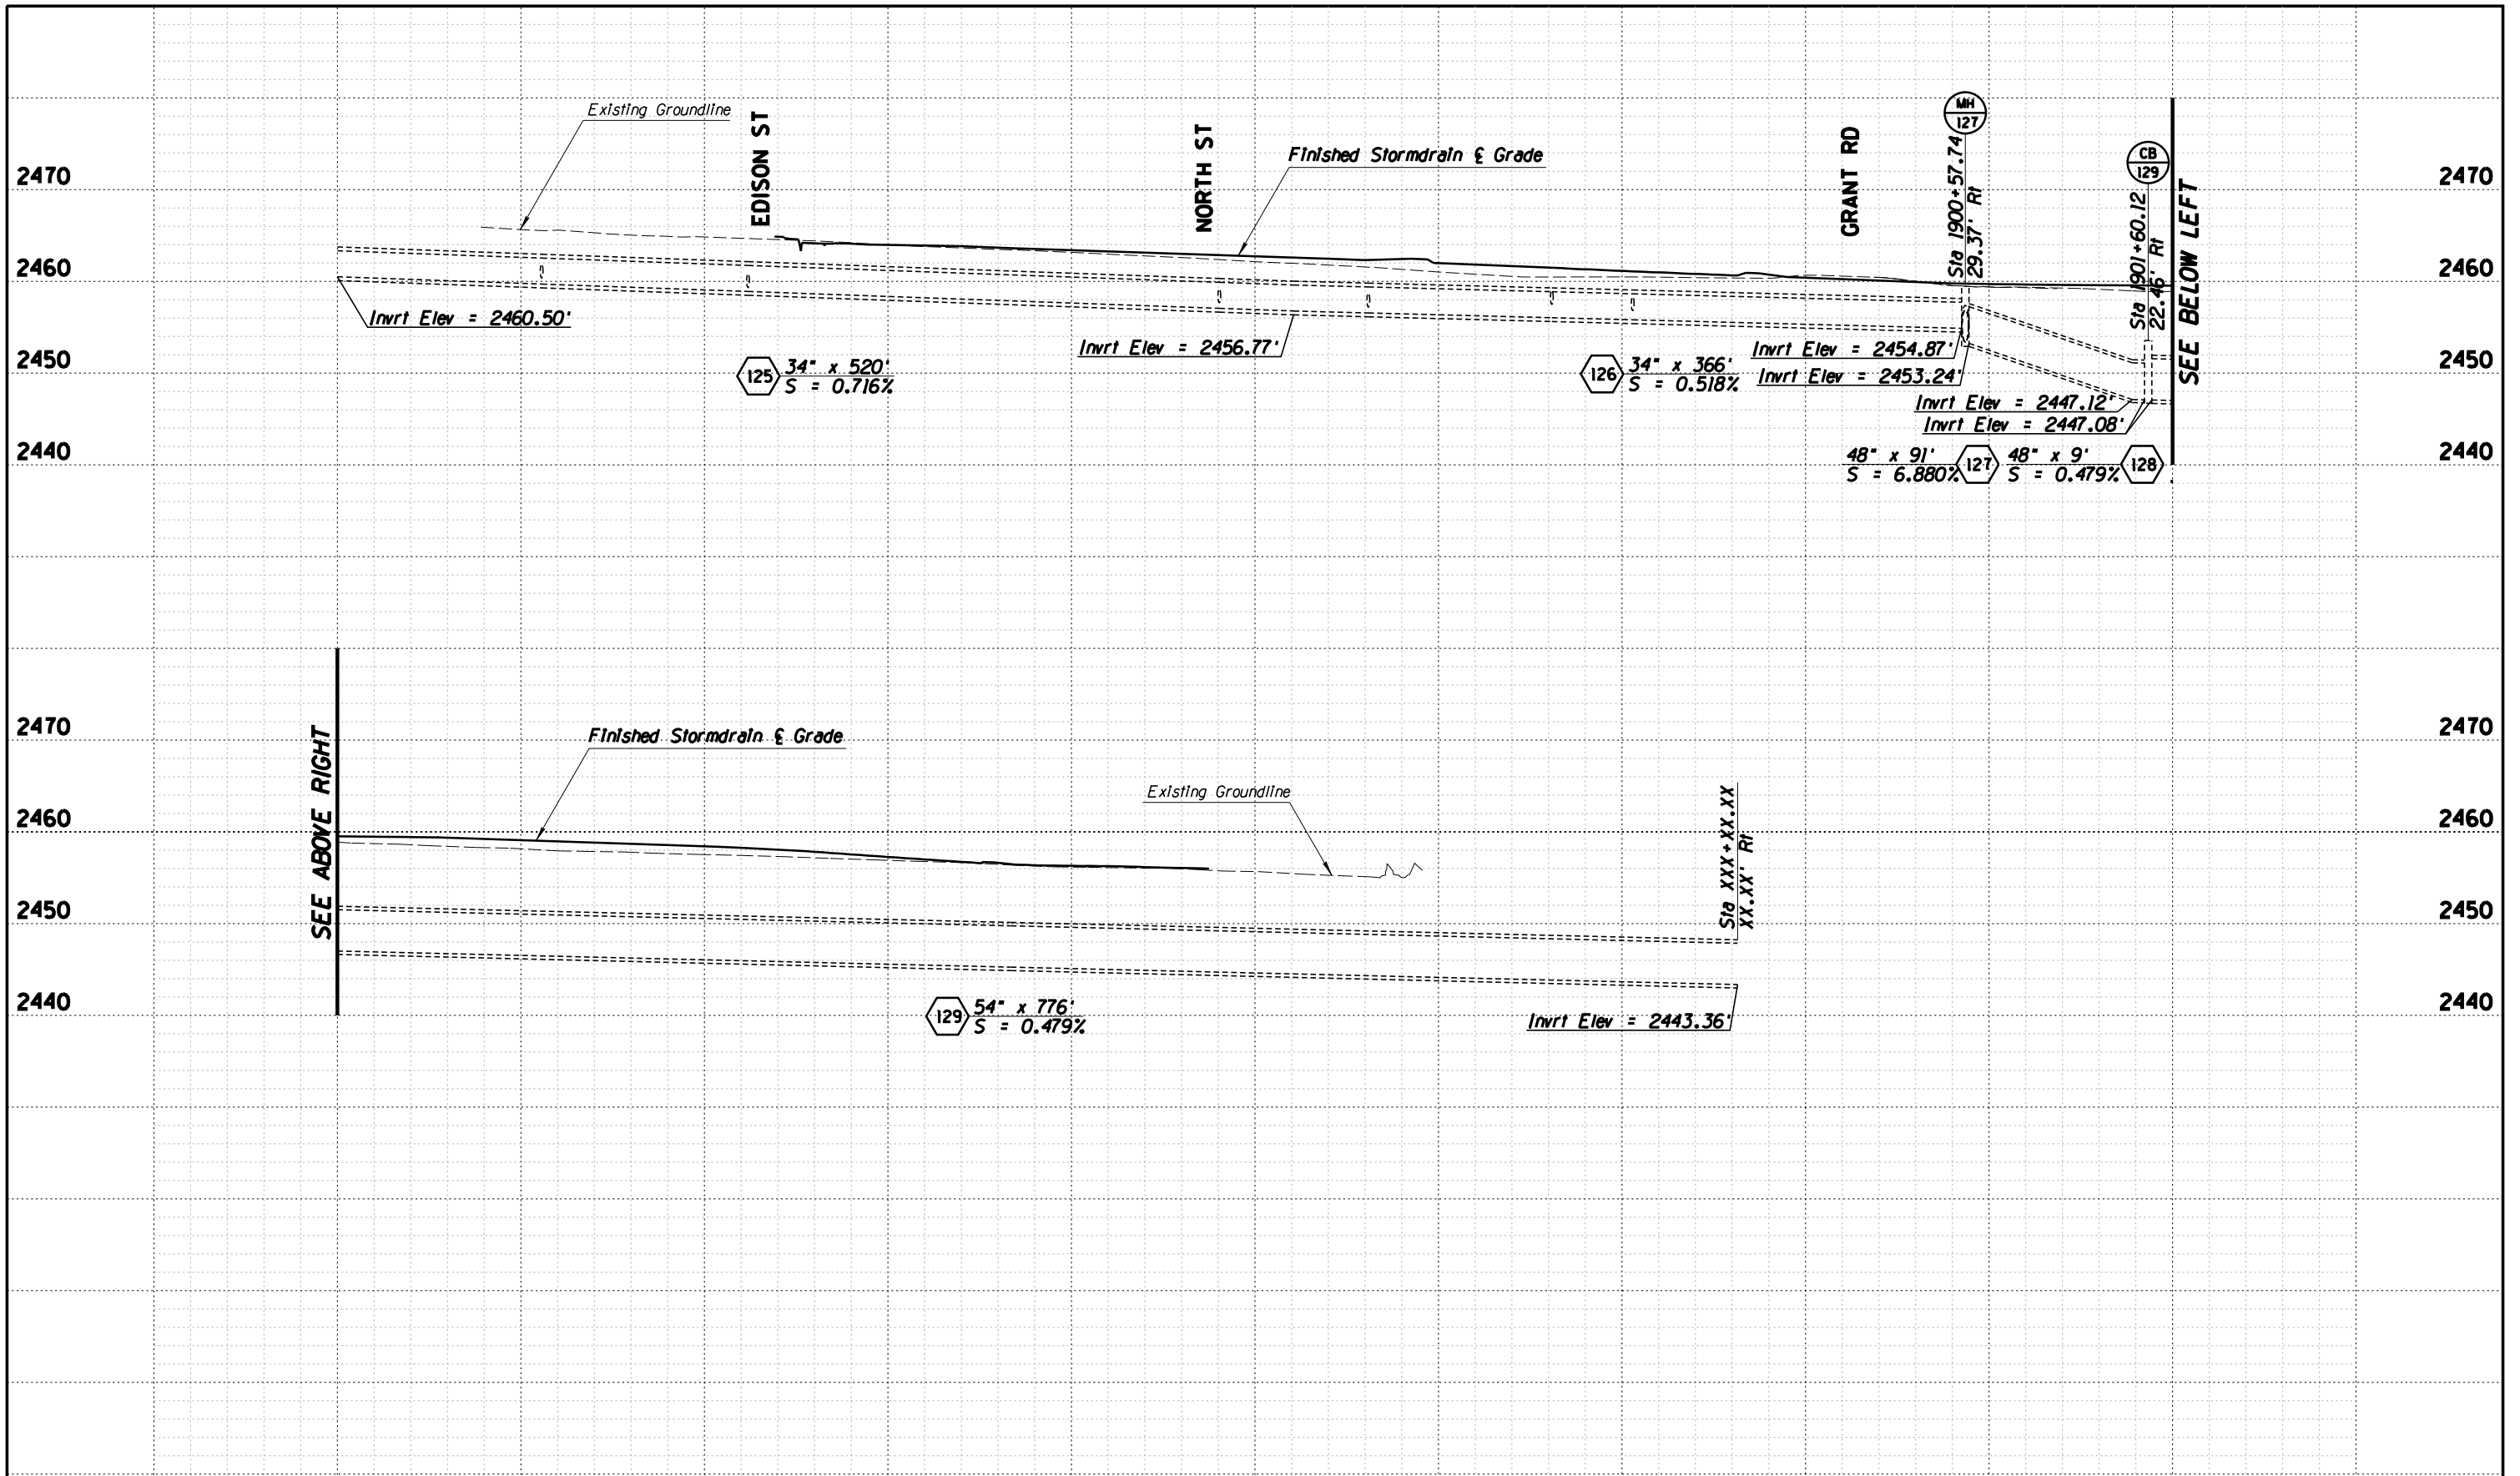 Existing Groundline
EDISON ST
NORTH ST
Finished Stormdrain ℄ Grade
GRANT RD
MH
127
Sta 1900+57.74
29.37' Rt
CB
129
Sta 1901+60.12
22.46' Rt
SEE BELOW LEFT
2470
2470
2460
2460
2450
2450
2440
2440
Invrt Elev = 2460.50'
125
34" x 520'
S = 0.716%
Invrt Elev = 2456.77'
126
34" x 366'
S = 0.518%
Invrt Elev = 2454.87'
Invrt Elev = 2453.24'
Invrt Elev = 2447.12'
Invrt Elev = 2447.08'
48" x 91'
S = 6.880%
127
48" x 9'
S = 0.479%
128
SEE ABOVE RIGHT
Finished Stormdrain ℄ Grade
Existing Groundline
Sta XXX+XX.XX
XX.XX' Rt
2470
2470
2460
2460
2450
2450
2440
2440
129
54" x 776'
S = 0.479%
Invrt Elev = 2443.36'